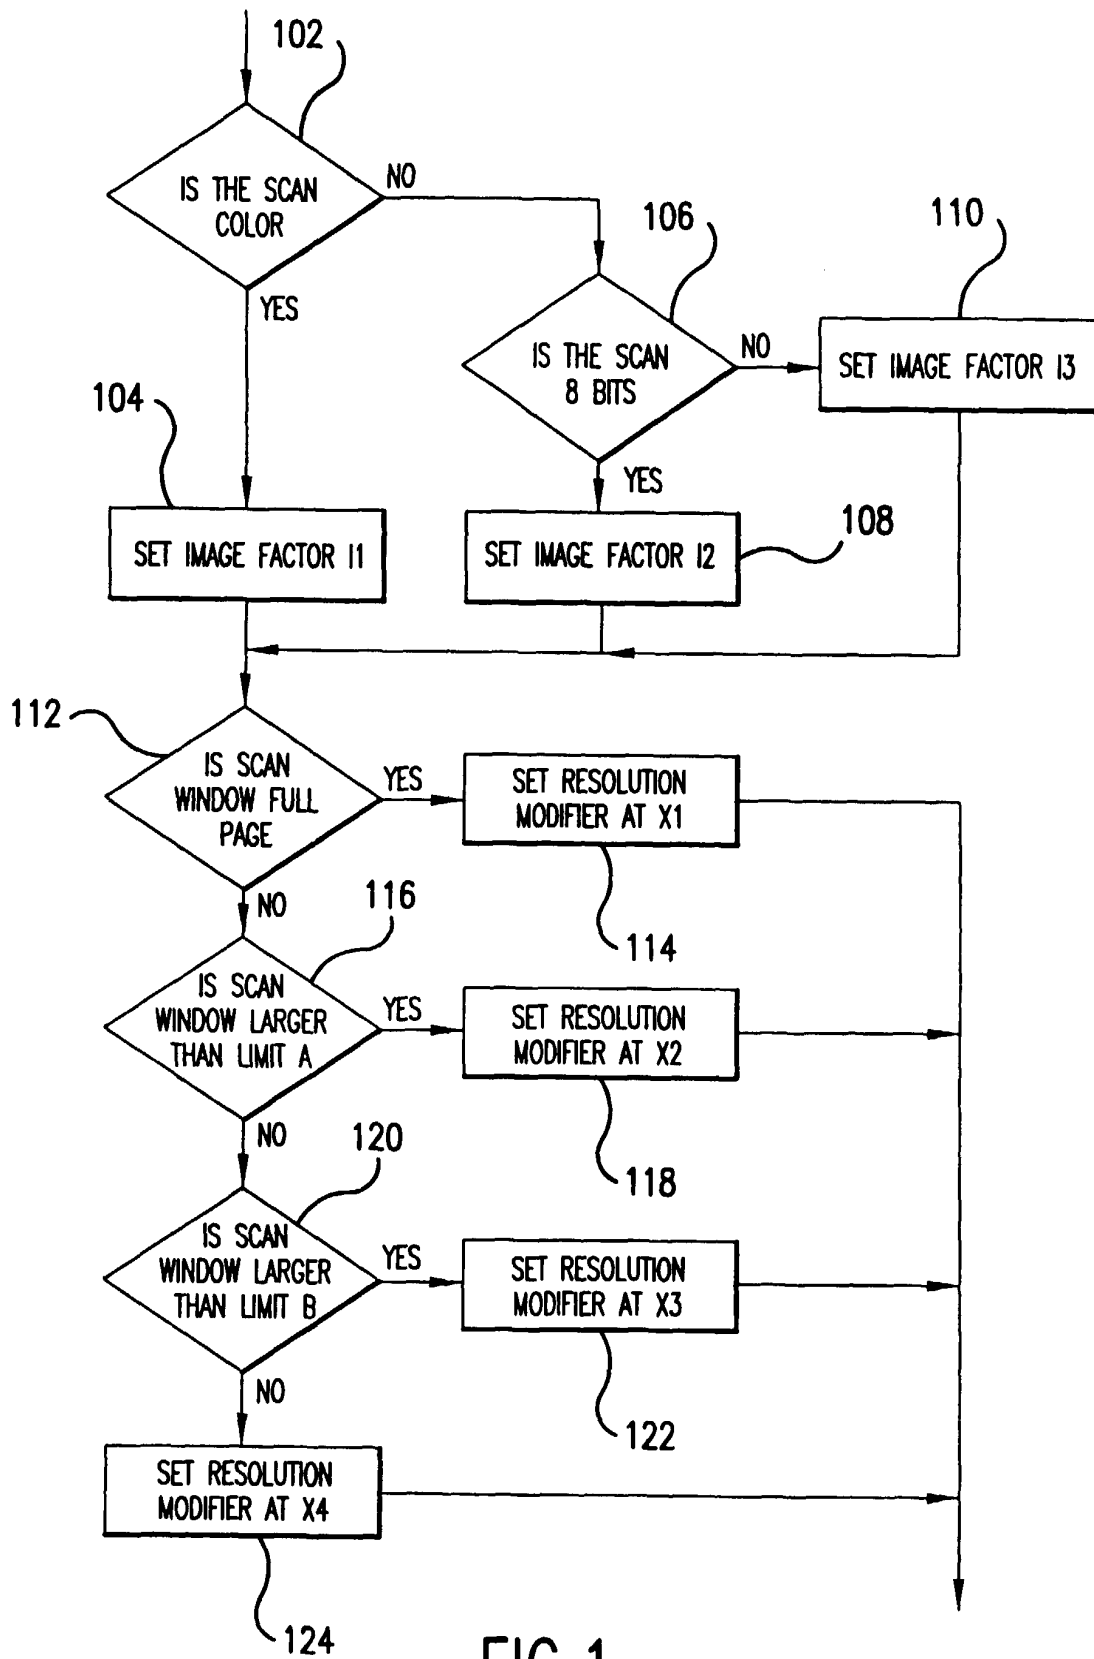 102
IS THE SCAN
COLOR
NO
YES
106
IS THE SCAN
8 BITS
NO
YES
110
SET IMAGE FACTOR I3
104
SET IMAGE FACTOR I1
SET IMAGE FACTOR I2
108
112
IS SCAN
WINDOW FULL
PAGE
YES
NO
SET RESOLUTION
MODIFIER AT X1
114
116
IS SCAN
WINDOW LARGER
THAN LIMIT A
YES
NO
SET RESOLUTION
MODIFIER AT X2
118
120
IS SCAN
WINDOW LARGER
THAN LIMIT B
YES
NO
SET RESOLUTION
MODIFIER AT X3
122
SET RESOLUTION
MODIFIER AT X4
124
FIG. 1